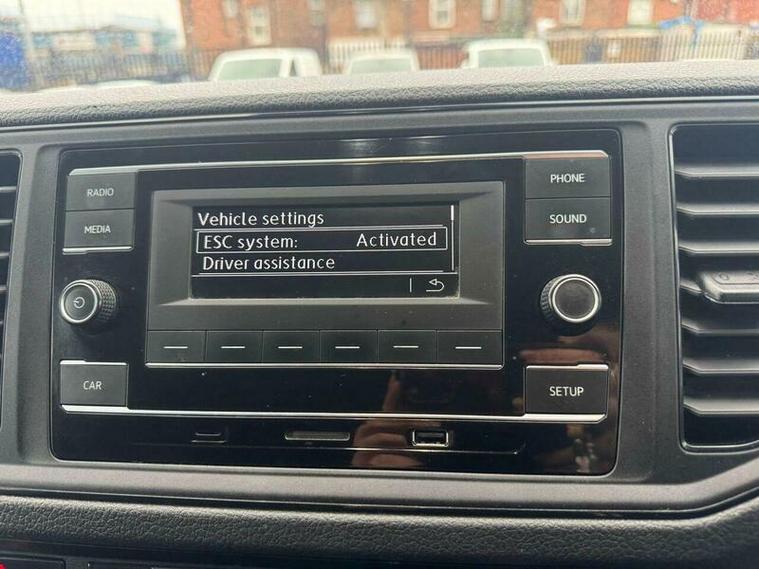 RADIO
MEDIA
Vehicle settings
ESC system: Activated
Driver assistance
PHONE
SOUND
CAR
SETUP